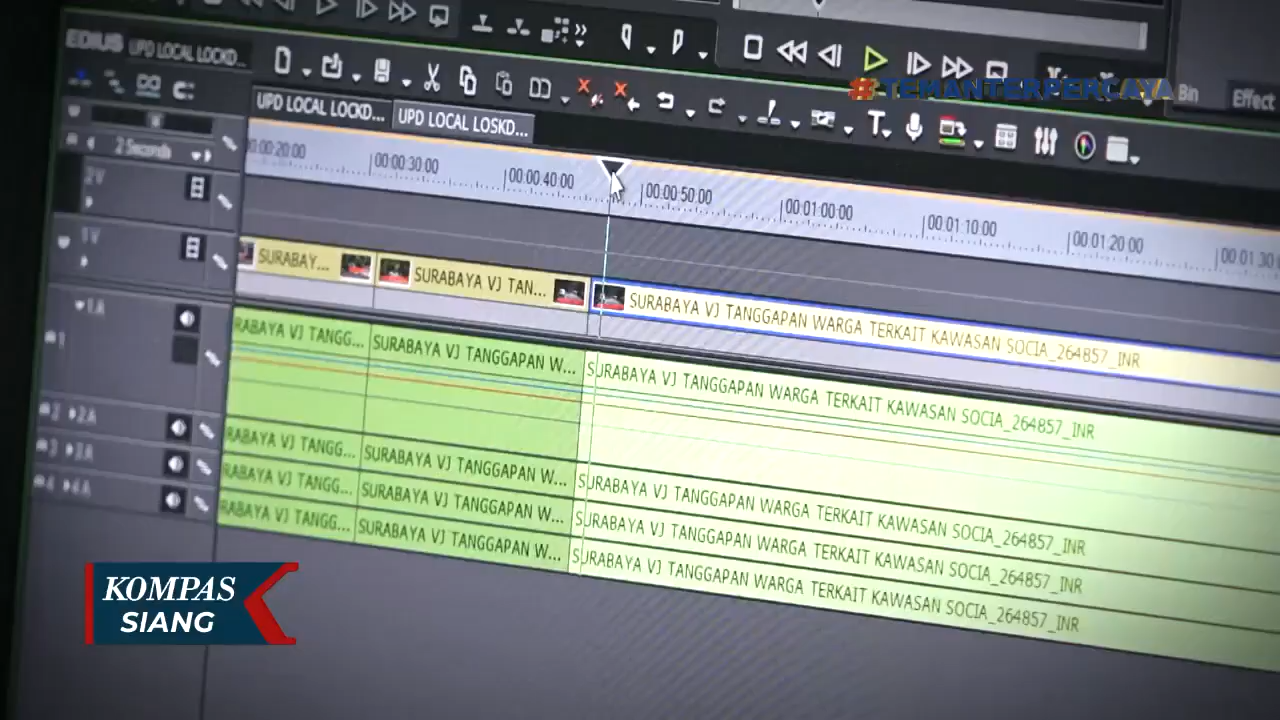 EDIUS UPD LOCAL LOCKD...
#TEMANTERPERCAYA
Bin
Effect
UPD LOCAL LOCKD... UPD LOCAL LOSKD...
2 Seconds
00:00:20:00 00:00:30:00 00:00:40:00 00:00:50:00 00:01:00:00 00:01:10:00 00:01:20:00 00:01:30
2V
1V
SURABAY... SURABAYA VJ TAN... SURABAYA VJ TANGGAPAN WARGA TERKAIT KAWASAN SOCIA_264857_INR
1A
RABAYA VJ TANGG... SURABAYA VJ TANGGAPAN W... SURABAYA VJ TANGGAPAN WARGA TERKAIT KAWASAN SOCIA_264857_INR
2 2A
RABAYA VJ TANGG... SURABAYA VJ TANGGAPAN W... SURABAYA VJ TANGGAPAN WARGA TERKAIT KAWASAN SOCIA_264857_INR
3 3A
RABAYA VJ TANGG... SURABAYA VJ TANGGAPAN W... SURABAYA VJ TANGGAPAN WARGA TERKAIT KAWASAN SOCIA_264857_INR
4 4A
RABAYA VJ TANGG... SURABAYA VJ TANGGAPAN W... SURABAYA VJ TANGGAPAN WARGA TERKAIT KAWASAN SOCIA_264857_INR
KOMPAS
SIANG